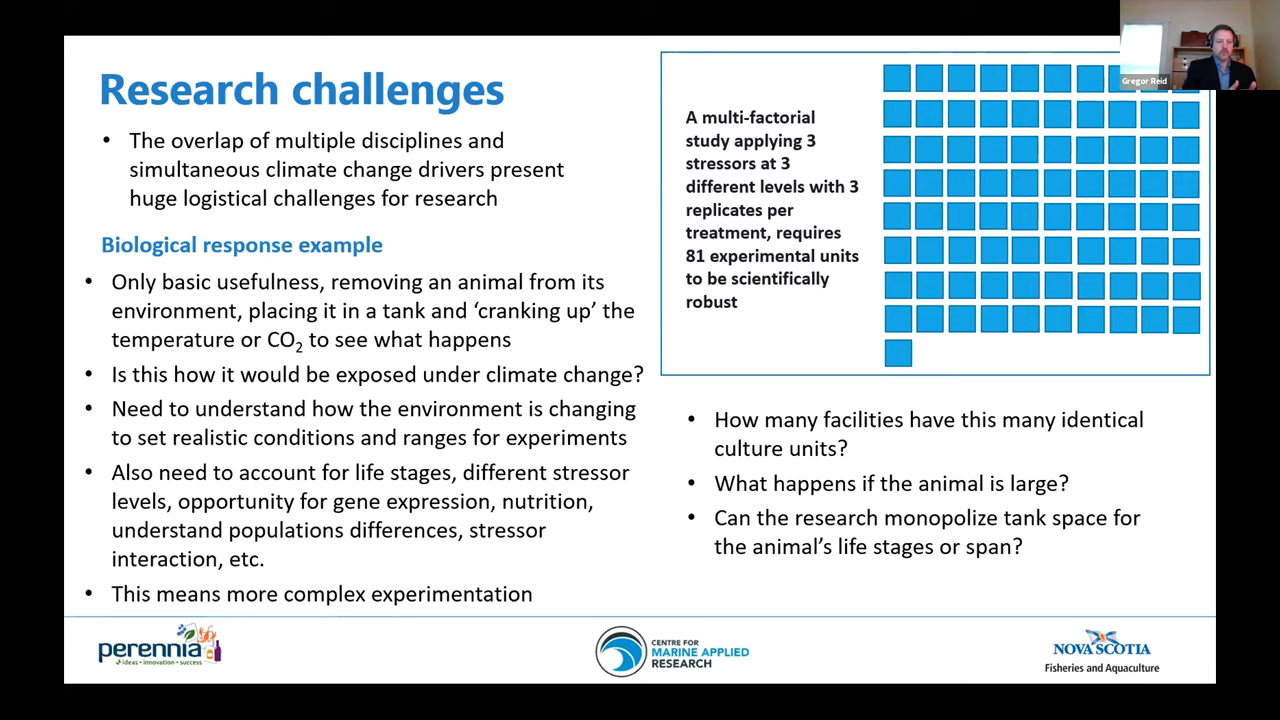 Research challenges
• The overlap of multiple disciplines and
simultaneous climate change drivers present
huge logistical challenges for research
Biological response example
• Only basic usefulness, removing an animal from its
environment, placing it in a tank and ‘cranking up’ the
temperature or CO₂ to see what happens
• Is this how it would be exposed under climate change?
• Need to understand how the environment is changing
to set realistic conditions and ranges for experiments
• Also need to account for life stages, different stressor
levels, opportunity for gene expression, nutrition,
understand populations differences, stressor
interaction, etc.
• This means more complex experimentation
A multi-factorial
study applying 3
stressors at 3
different levels with 3
replicates per
treatment, requires
81 experimental units
to be scientifically
robust
• How many facilities have this many identical
culture units?
• What happens if the animal is large?
• Can the research monopolize tank space for
the animal’s life stages or span?
Gregor Reid
perennia
ideas • innovation • success
CENTRE FOR
MARINE APPLIED
RESEARCH
NOVA SCOTIA
Fisheries and Aquaculture